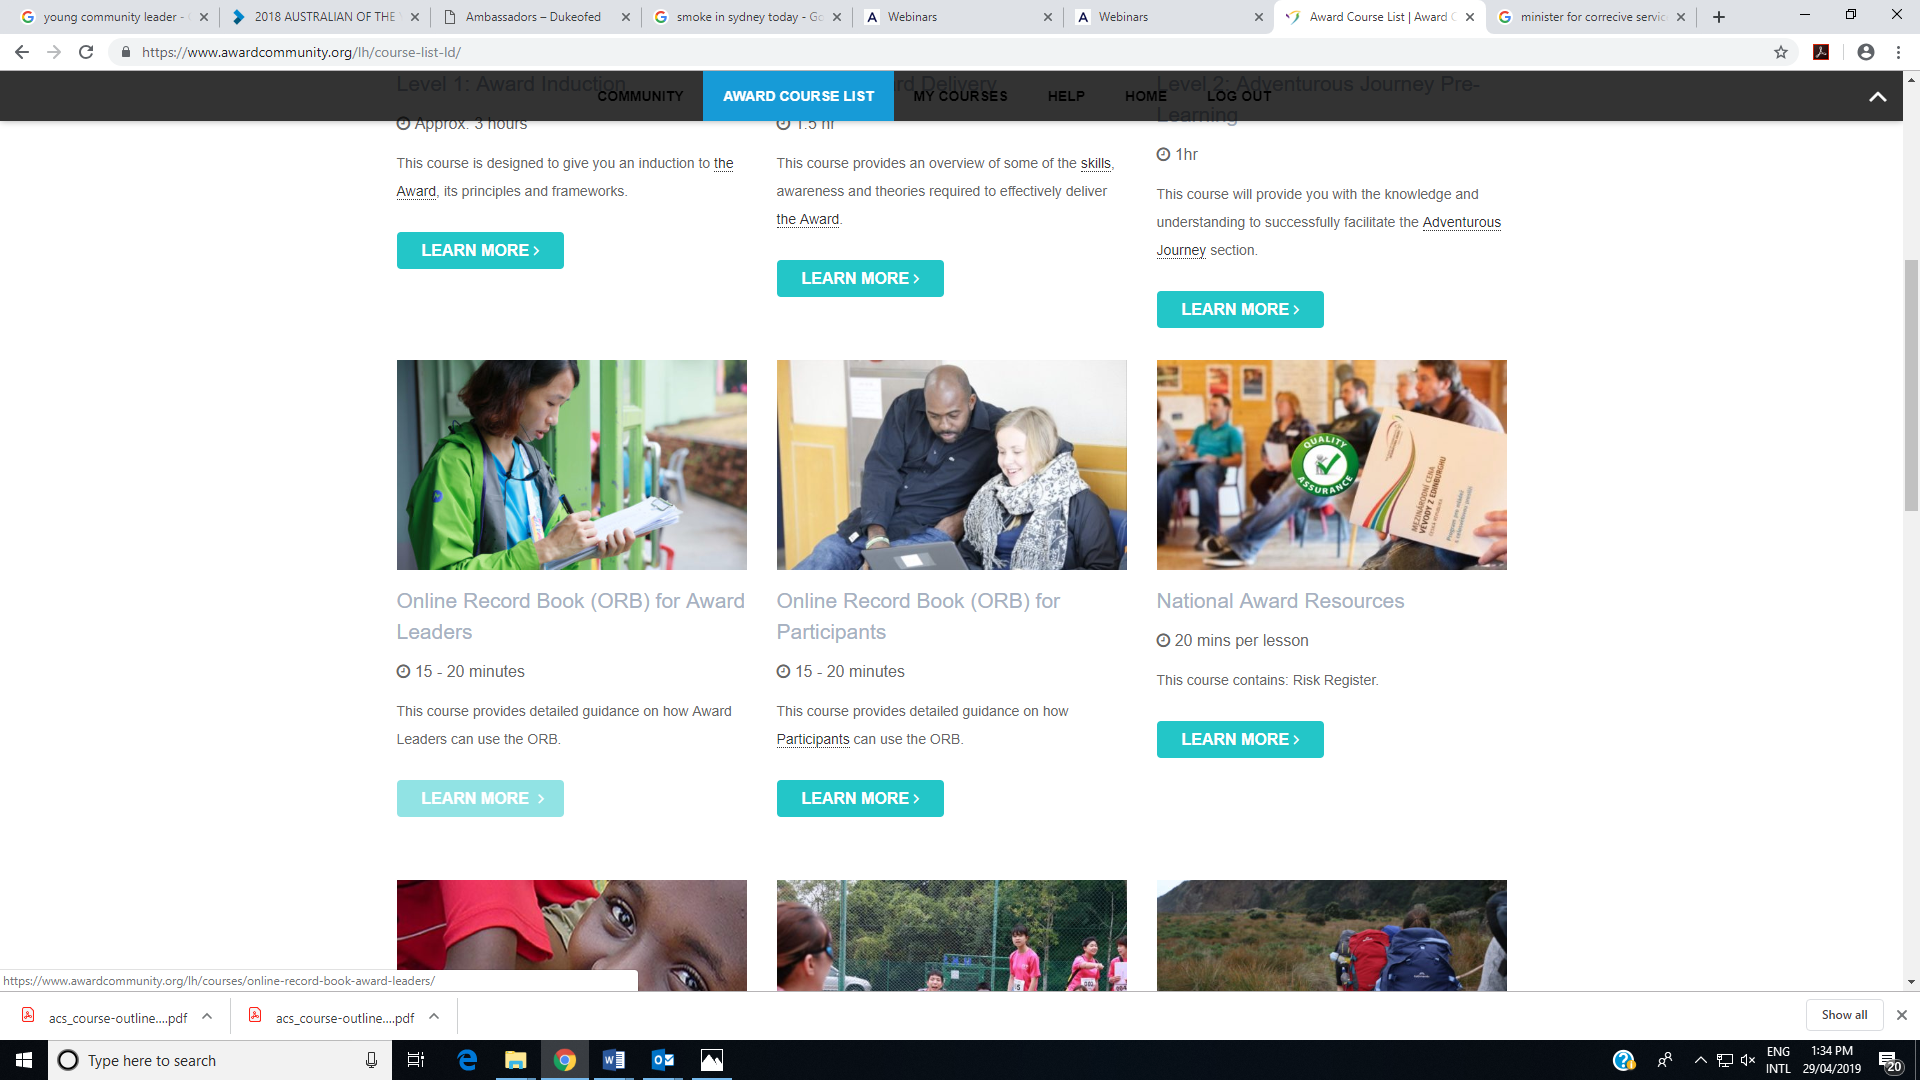 young community leader -
2018 AUSTRALIAN OF THE
Ambassadors – Dukeofed
smoke in sydney today - Go
Webinars
Webinars
Award Course List | Award C
minister for correcive servic
https://www.awardcommunity.org/lh/course-list-ld/
COMMUNITY
AWARD COURSE LIST
MY COURSES
HELP
HOME
LOG OUT
Level 1: Award Induction
Approx. 3 hours
This course is designed to give you an induction to the
Award, its principles and frameworks.
LEARN MORE >
rd Delivery
1.5 hr
This course provides an overview of some of the skills,
awareness and theories required to effectively deliver
the Award.
LEARN MORE >
Level 2: Adventurous Journey Pre-
Learning
1hr
This course will provide you with the knowledge and
understanding to successfully facilitate the Adventurous
Journey section.
LEARN MORE >
Online Record Book (ORB) for Award
Leaders
15 - 20 minutes
This course provides detailed guidance on how Award
Leaders can use the ORB.
LEARN MORE >
Online Record Book (ORB) for
Participants
15 - 20 minutes
This course provides detailed guidance on how
Participants can use the ORB.
LEARN MORE >
QUALITY
ASSURANCE
MEZINÁRODNÍ CENA
VÉVODY Z EDINBURGHU
National Award Resources
20 mins per lesson
This course contains: Risk Register.
LEARN MORE >
https://www.awardcommunity.org/lh/courses/online-record-book-award-leaders/
acs_course-outline....pdf
acs_course-outline....pdf
Show all
Type here to search
ENG
INTL
1:34 PM
29/04/2019
20